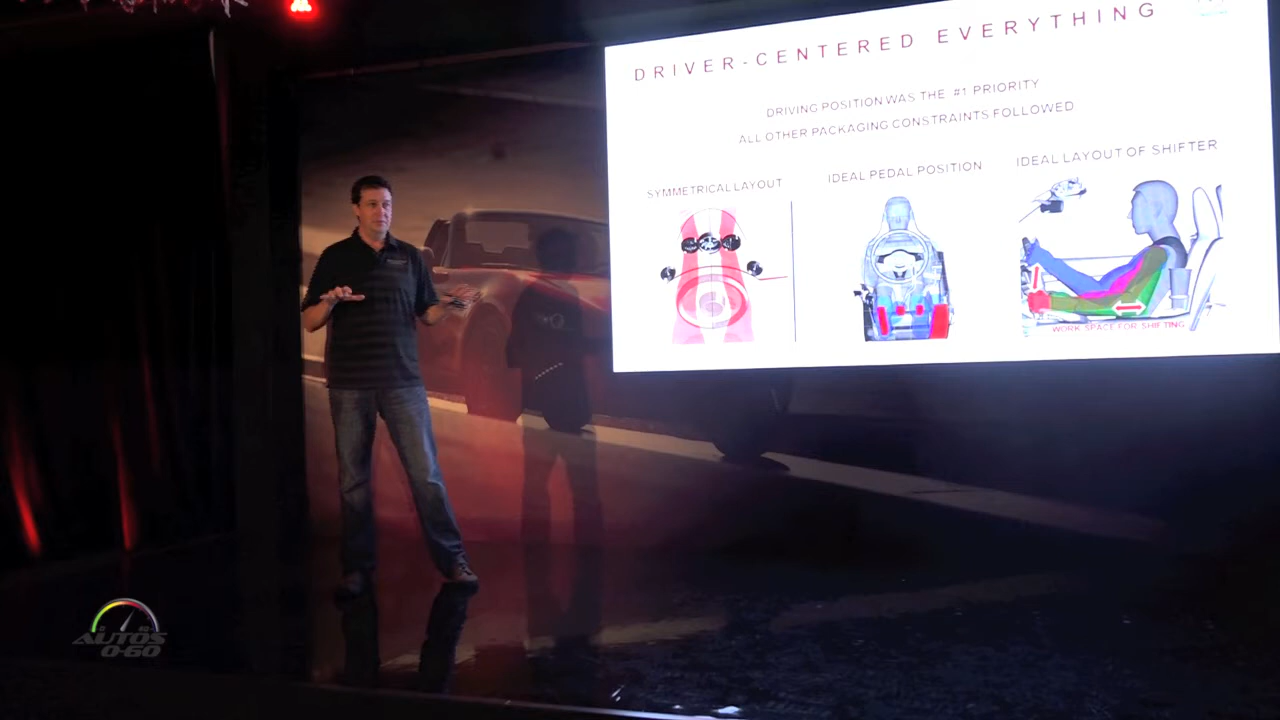 DRIVER-CENTERED EVERYTHING
DRIVING POSITION WAS THE #1 PRIORITY
ALL OTHER PACKAGING CONSTRAINTS FOLLOWED
SYMMETRICAL LAYOUT
IDEAL PEDAL POSITION
IDEAL LAYOUT OF SHIFTER
WORK SPACE FOR SHIFTING
AUTOS
0-60